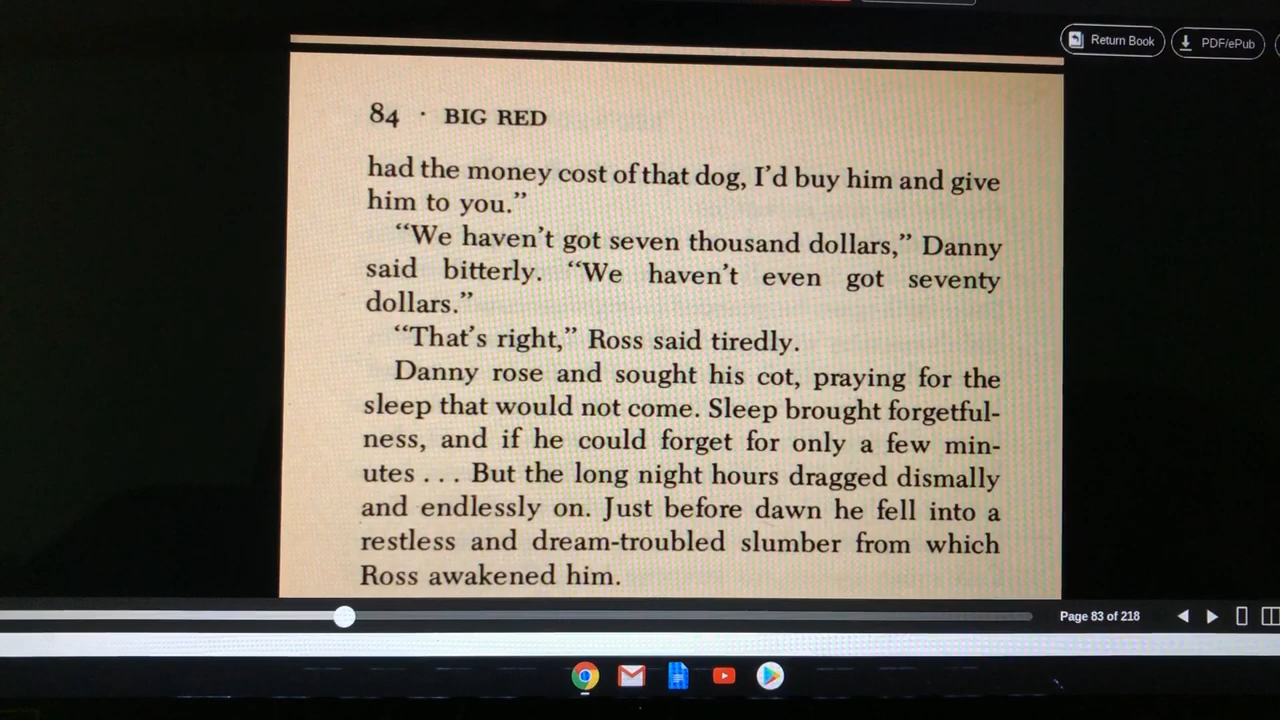 Return Book
PDF/ePub
84 · BIG RED
had the money cost of that dog, I'd buy him and give
him to you.”
“We haven't got seven thousand dollars,” Danny
said bitterly. “We haven't even got seventy
dollars.”
“That's right,” Ross said tiredly.
Danny rose and sought his cot, praying for the
sleep that would not come. Sleep brought forgetful-
ness, and if he could forget for only a few min-
utes . . . But the long night hours dragged dismally
and endlessly on. Just before dawn he fell into a
restless and dream-troubled slumber from which
Ross awakened him.
Page 83 of 218